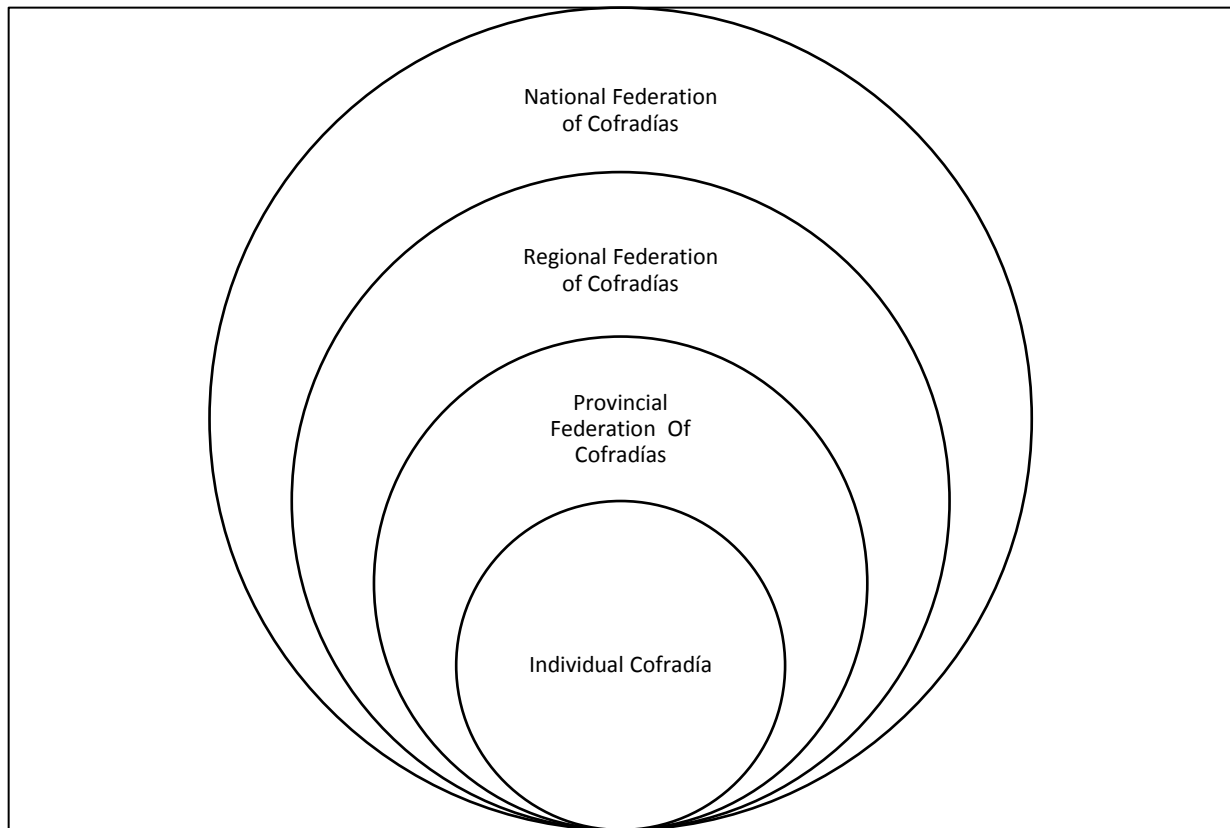 National Federation
of Cofradías
Regional Federation
of Cofradías
Provincial
Federation  Of
Cofradías
Individual Cofradía